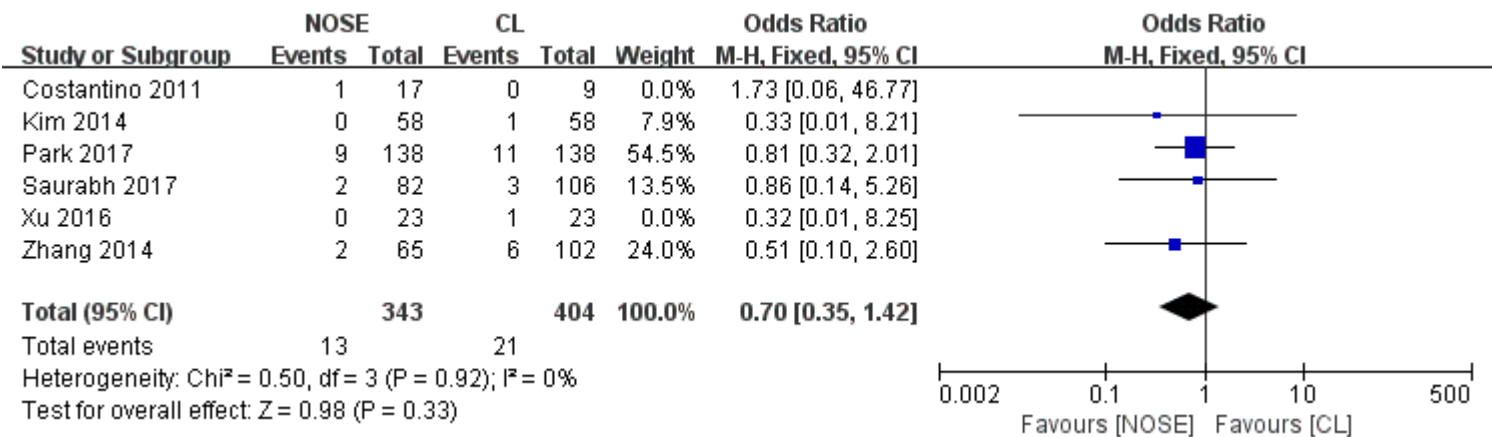 NOSE CL Odds Ratio Odds Ratio
Study or Subgroup Events Total Events Total Weight M-H, Fixed, 95% CI M-H, Fixed, 95% CI
Costantino 2011 1 17 0 9 0.0% 1.73 [0.06, 46.77]
Kim 2014 0 58 1 58 7.9% 0.33 [0.01, 8.21]
Park 2017 9 138 11 138 54.5% 0.81 [0.32, 2.01]
Saurabh 2017 2 82 3 106 13.5% 0.86 [0.14, 5.26]
Xu 2016 0 23 1 23 0.0% 0.32 [0.01, 8.25]
Zhang 2014 2 65 6 102 24.0% 0.51 [0.10, 2.60]
Total (95% CI) 343 404 100.0% 0.70 [0.35, 1.42]
Total events 13 21
Heterogeneity: Chi² = 0.50, df = 3 (P = 0.92); I² = 0%
Test for overall effect: Z = 0.98 (P = 0.33)
0.002 0.1 1 10 500
Favours [NOSE] Favours [CL]